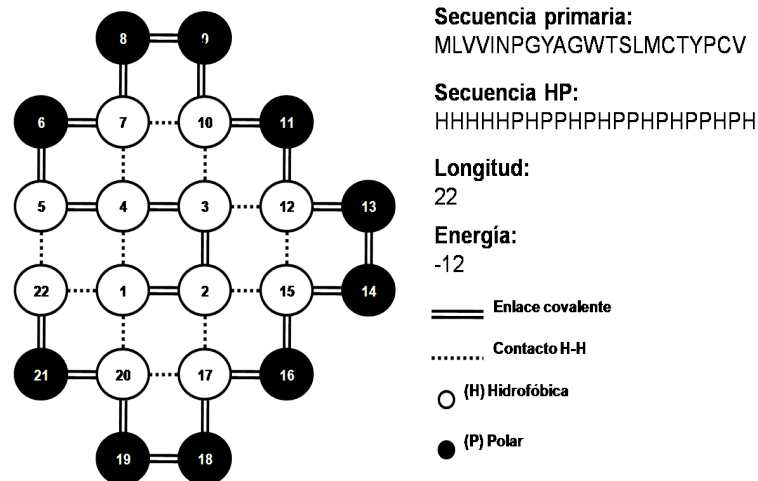 8 9
6 7 10 11
5 4 3 12 13
22 1 2 15 14
21 20 17 16
19 18
Secuencia primaria:
MLVVINPGYAGWTSLMCTYPCV
Secuencia HP:
HHHHHPHPPHPHPPHPHPPHPH
Longitud:
22
Energía:
-12
Enlace covalente
Contacto H-H
(H) Hidrofóbica
(P) Polar